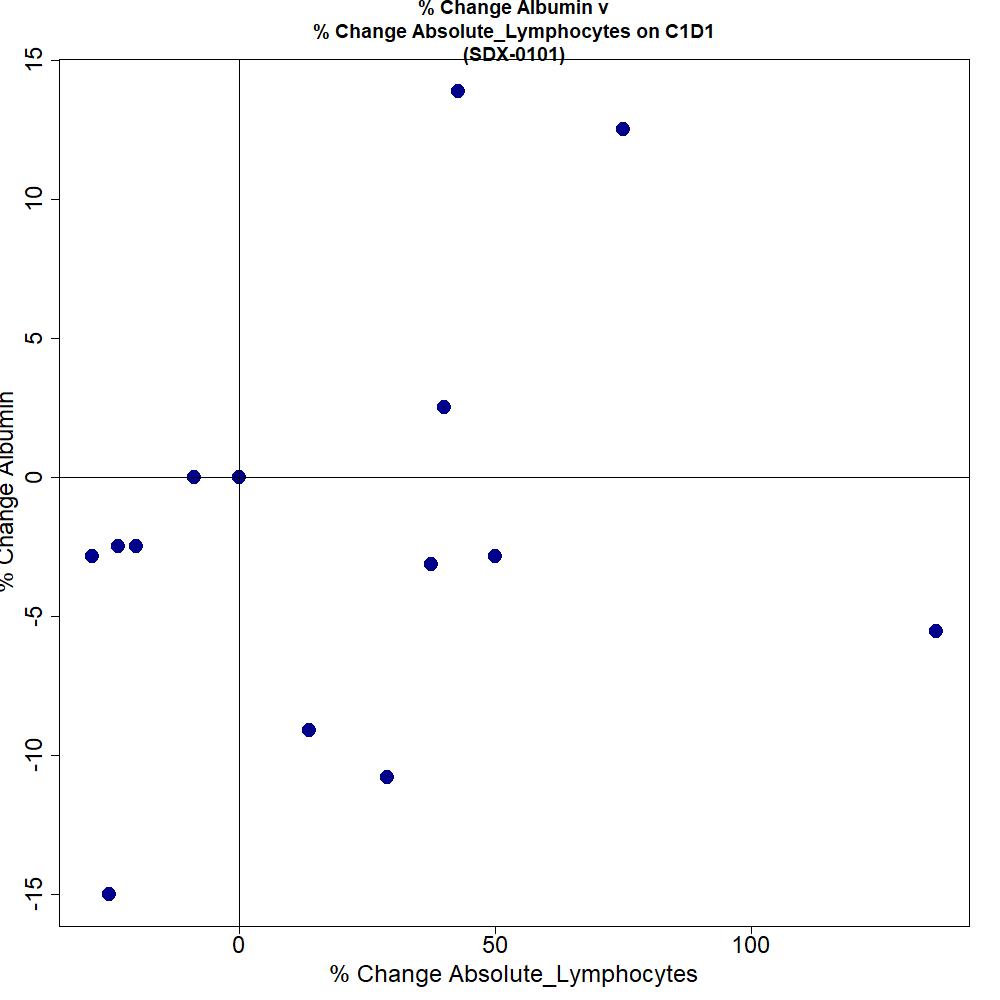 % Change Albumin v
% Change Absolute_Lymphocytes on C1D1
(SDX-0101)
15
10
5
0
-5
-10
-15
% Change Albumin
0
50
100
% Change Absolute_Lymphocytes